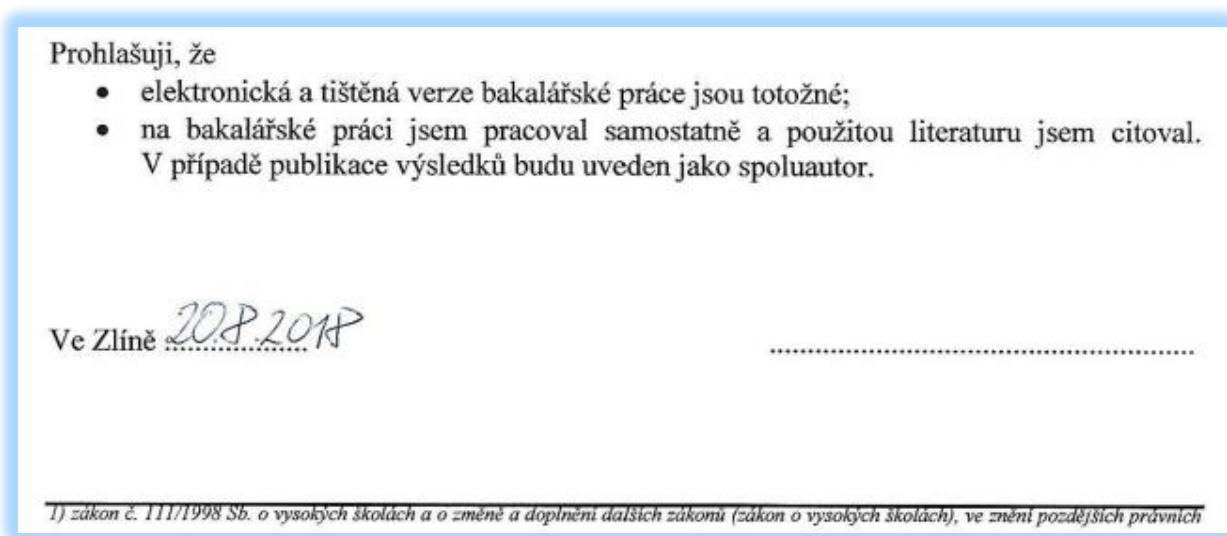 Prohlašuji, že
• elektronická a tištěná verze bakalářské práce jsou totožné;
• na bakalářské práci jsem pracoval samostatně a použitou literaturu jsem citoval.
V případě publikace výsledků budu uveden jako spoluautor.
Ve Zlíně 20.8.2018
1) zákon č. 111/1998 Sb. o vysokých školách a o změně a doplnění dalších zákonů (zákon o vysokých školách), ve znění pozdějších právních